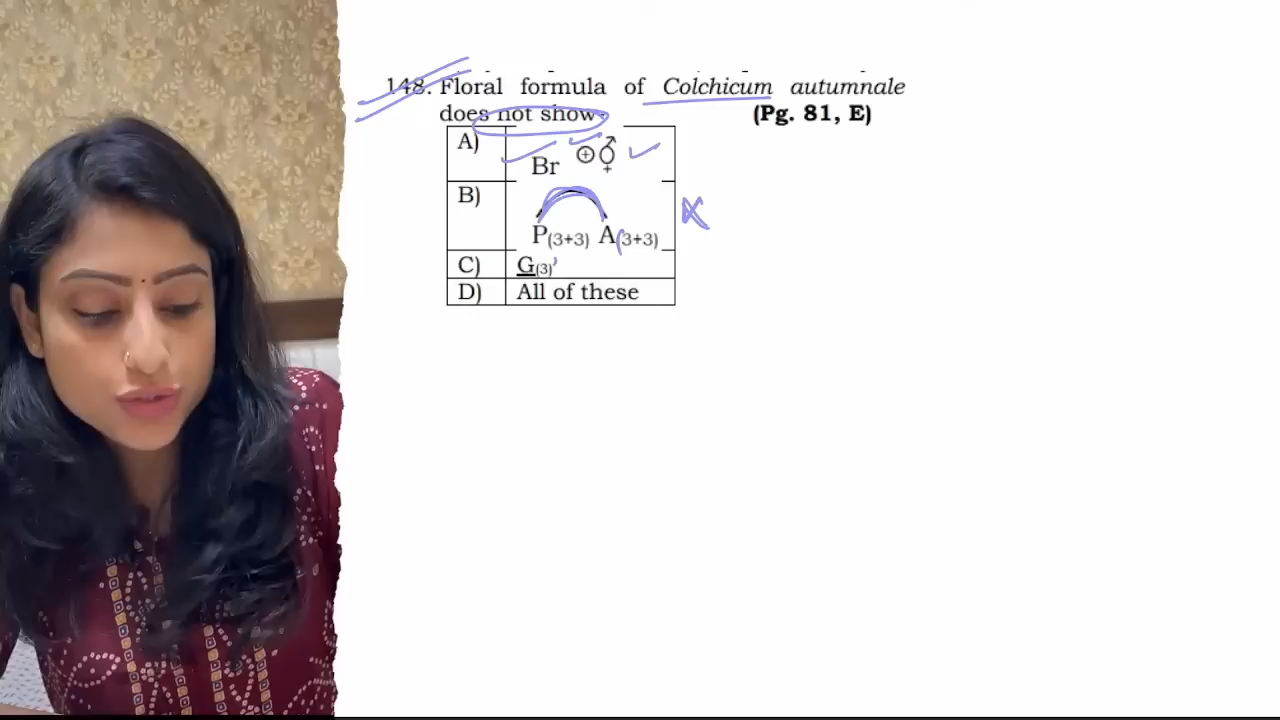 148. Floral formula of Colchicum autumnale
does not show- (Pg. 81, E)
A) Br ⊕ ⚥
B) P(3+3) A(3+3)
C) G(3)
D) All of these